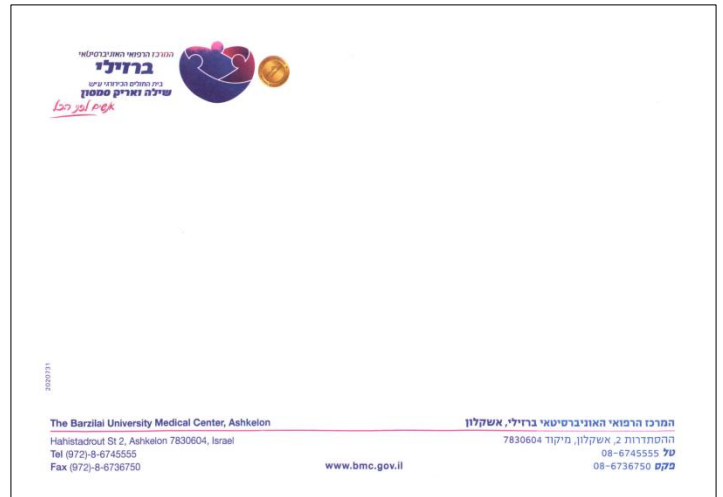 המרכז הרפואי האוניברסיטאי
ברזילי
בית החולים הכירורגי ע״ש
שילה ואריק סמסון
אנשים לפני הכל
2020731
The Barzilai University Medical Center, Ashkelon
Hahistadrout St 2, Ashkelon 7830604, Israel
Tel (972)-8-6745555
Fax (972)-8-6736750
www.bmc.gov.il
המרכז הרפואי האוניברסיטאי ברזילי, אשקלון
ההסתדרות 2, אשקלון, מיקוד 7830604
טל 08-6745555
פקס 08-6736750